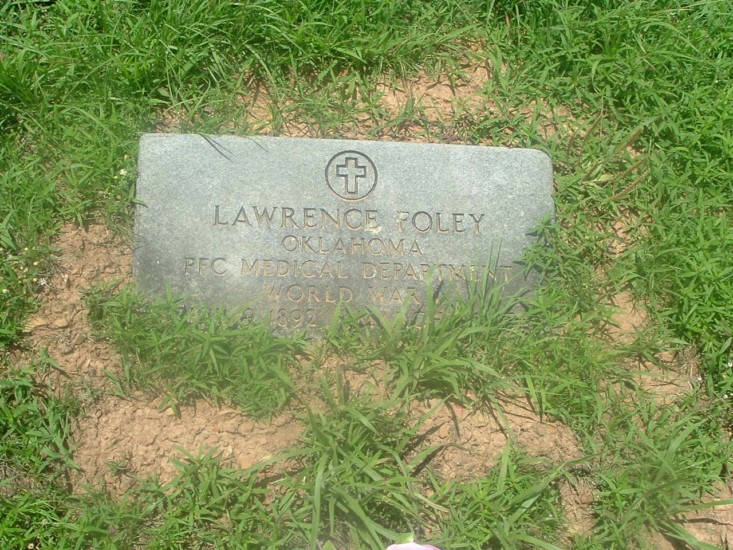 LAWRENCE FOLEY
OKLAHOMA
PFC MEDICAL DEPARTMENT
WORLD WAR I
1892